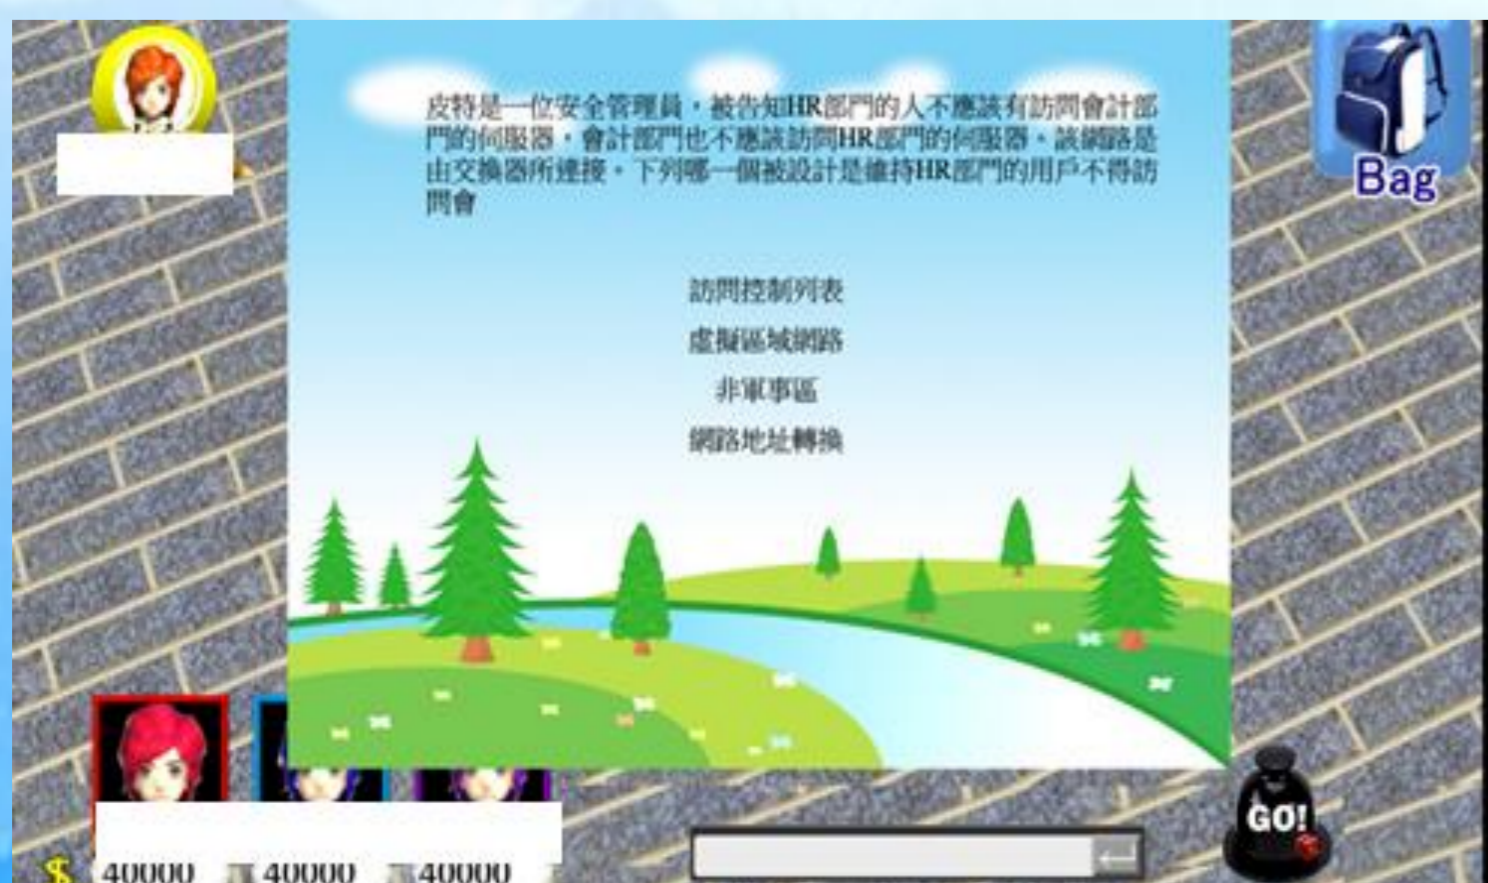 皮特是一位安全管理員，被告知HR部門的人不應該有訪問會計部
門的伺服器，會計部門也不應該訪問HR部門的伺服器。該網路是
由交換器所連接。下列哪一個被設計是維持HR部門的用戶不得訪
問會
訪問控制列表
虛擬區域網路
非軍事區
網路地址轉換
Bag
GO!
$ 40000 40000 40000